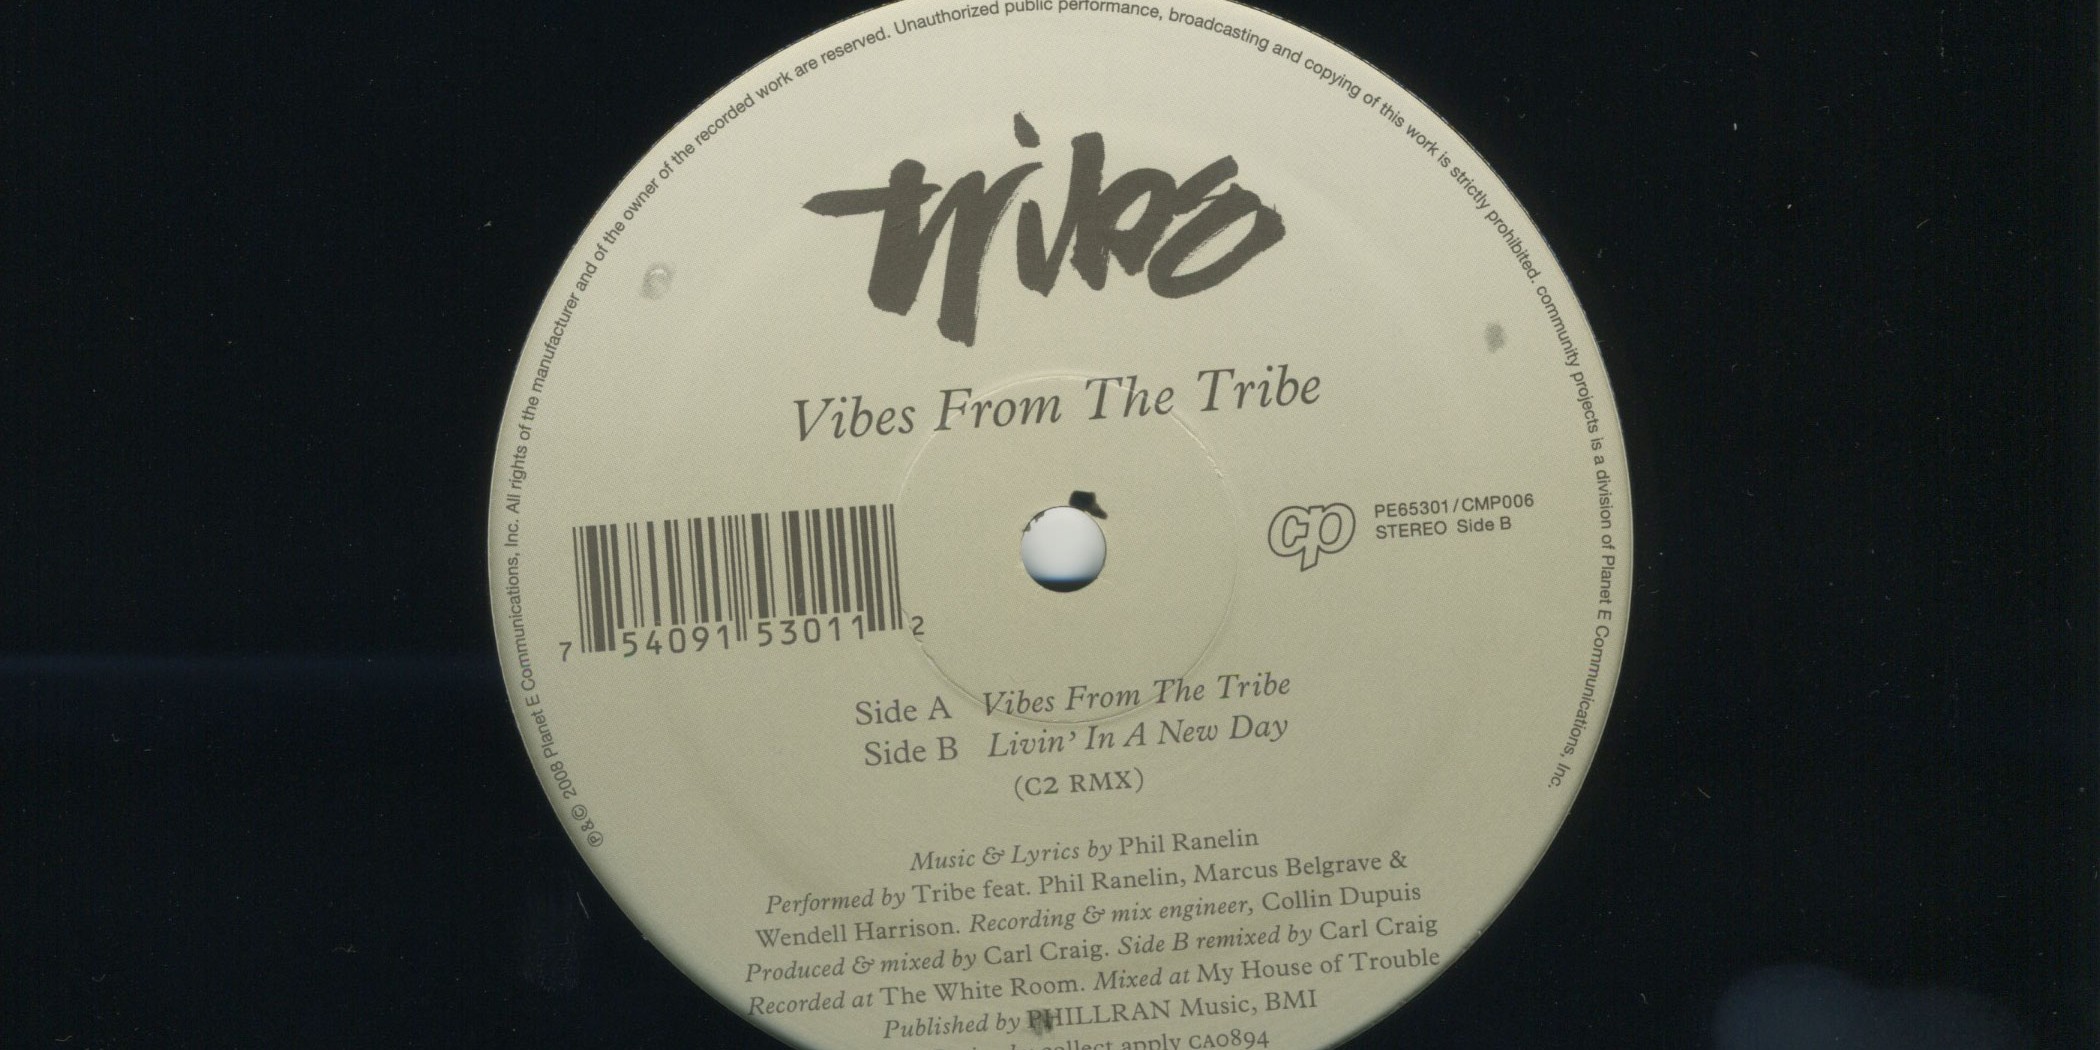 ℗&© 2008 Planet E Communications, Inc. All rights of the manufacturer and of the owner of the recorded work are reserved. Unauthorized public performance, broadcasting and copying of this work is strictly prohibited. community projects is a division of Planet E Communications, Inc.
tribe
Vibes From The Tribe
cp
PE65301/CMP006
STEREO Side B
7 54091 53011 2
Side A Vibes From The Tribe
Side B Livin' In A New Day
(C2 RMX)
Music & Lyrics by Phil Ranelin
Performed by Tribe feat. Phil Ranelin, Marcus Belgrave &
Wendell Harrison. Recording & mix engineer, Collin Dupuis
Produced & mixed by Carl Craig. Side B remixed by Carl Craig
Recorded at The White Room. Mixed at My House of Trouble
Published by PHILLRAN Music, BMI
collect apply CA0894